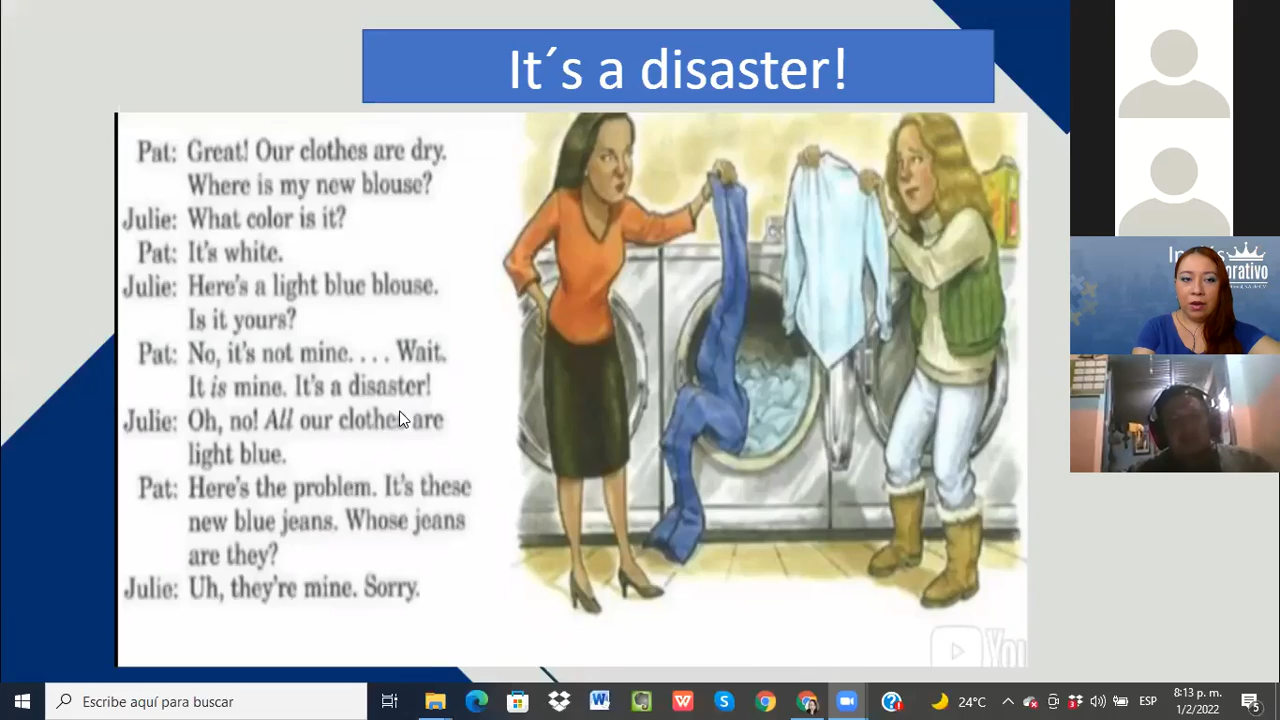 It´s a disaster!
Pat: Great! Our clothes are dry.
Where is my new blouse?
Julie: What color is it?
Pat: It's white.
Julie: Here's a light blue blouse.
Is it yours?
Pat: No, it's not mine. . . . Wait.
It is mine. It's a disaster!
Julie: Oh, no! All our clothes are
light blue.
Pat: Here's the problem. It's these
new blue jeans. Whose jeans
are they?
Julie: Uh, they're mine. Sorry.
Escribe aquí para buscar
24°C
ESP
8:13 p. m.
1/2/2022
5